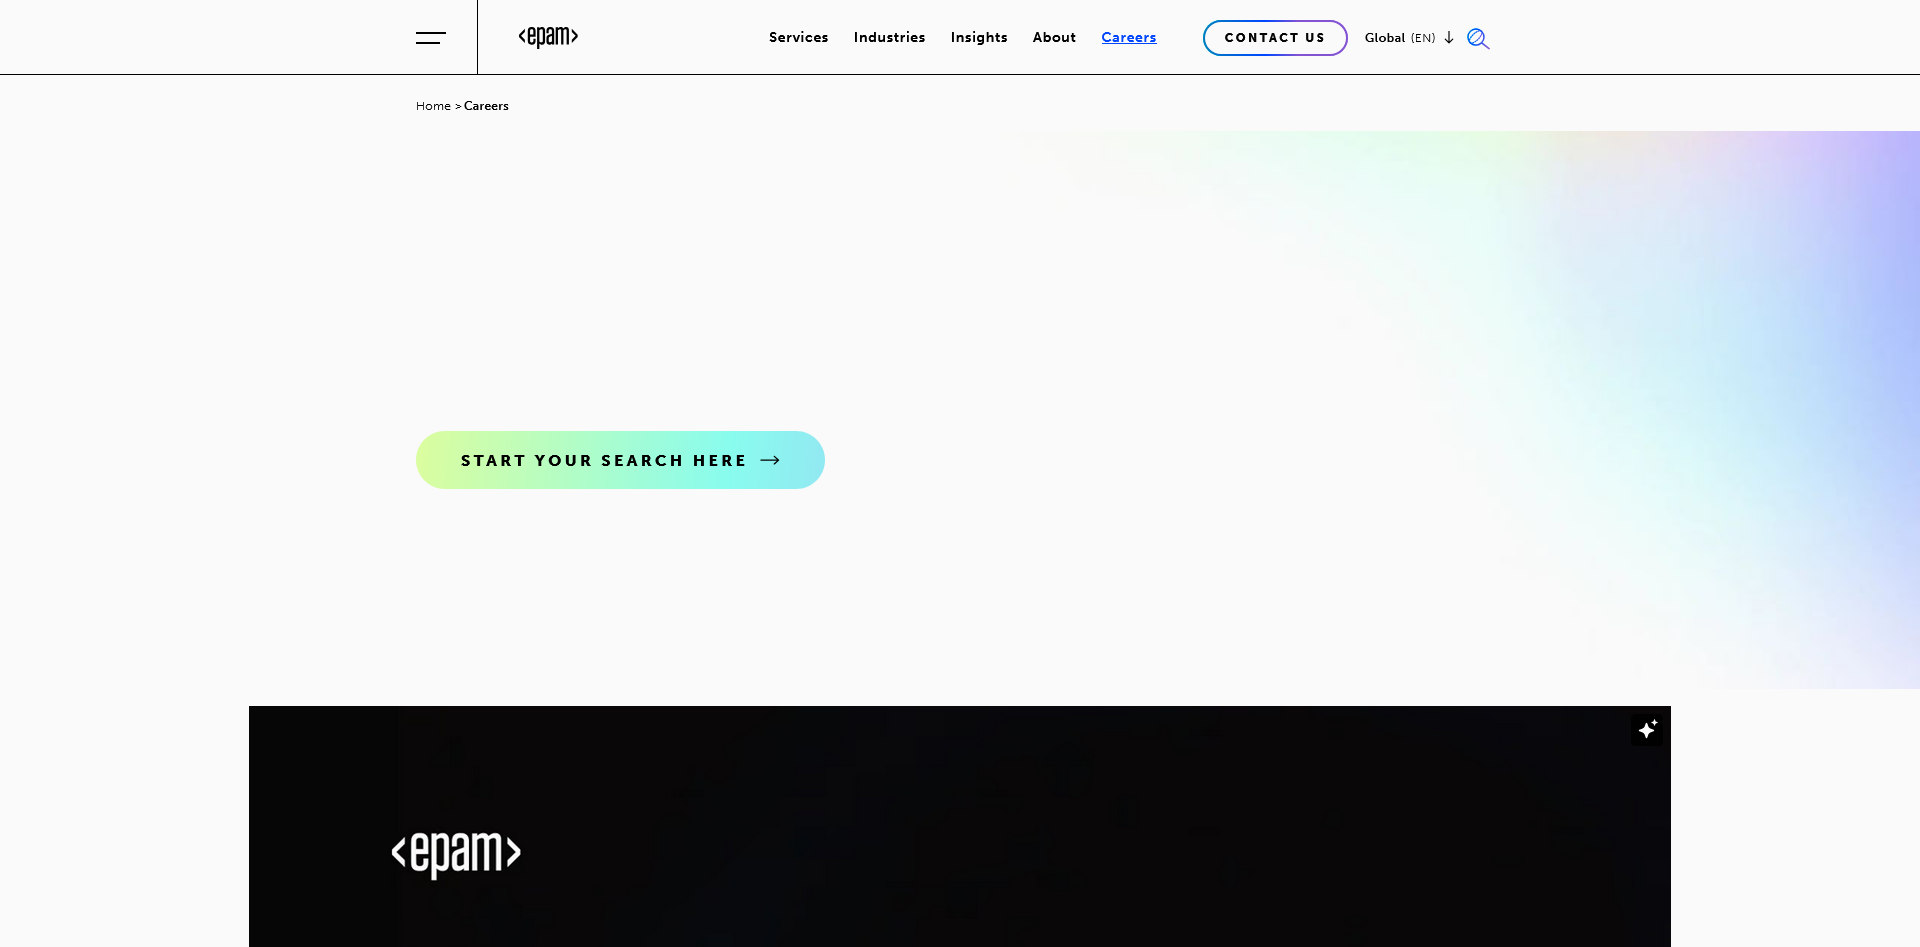 <epam>
Services
Industries
Insights
About
Careers
CONTACT US
Global (EN)
Home > Careers
START YOUR SEARCH HERE
<epam>